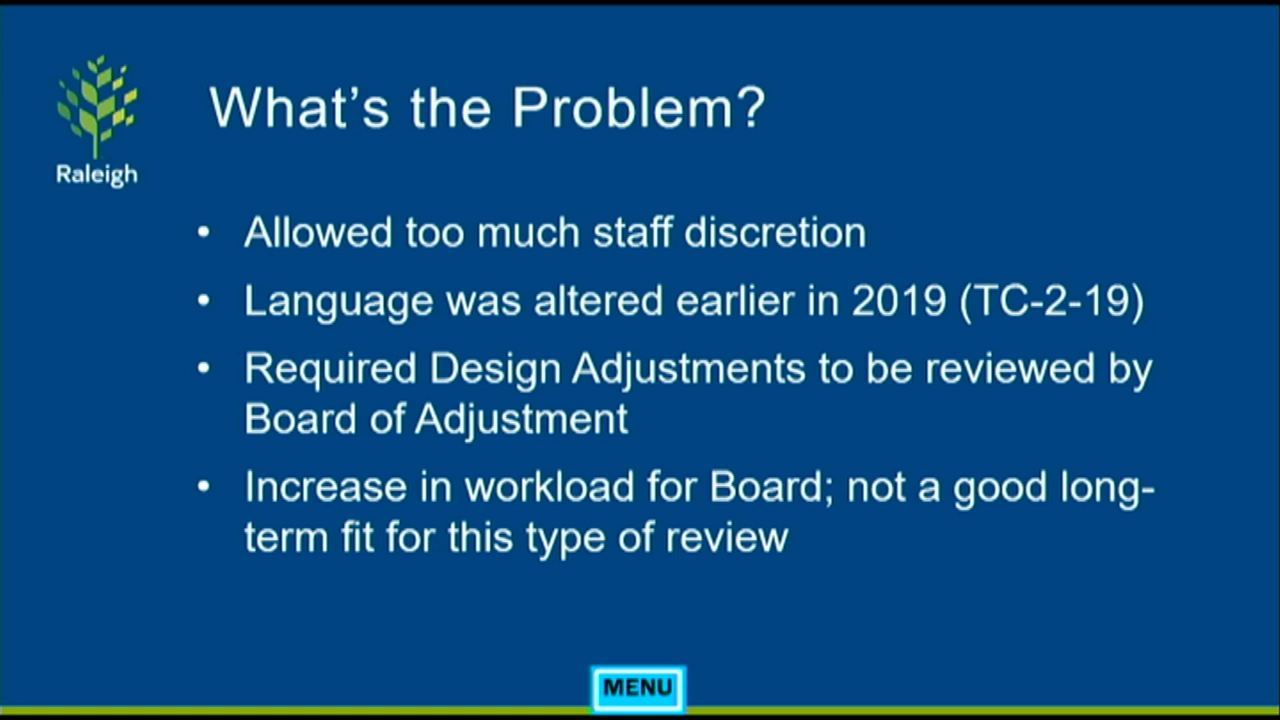 What's the Problem?
Raleigh
• Allowed too much staff discretion
• Language was altered earlier in 2019 (TC-2-19)
• Required Design Adjustments to be reviewed by
Board of Adjustment
• Increase in workload for Board; not a good long-
term fit for this type of review
MENU